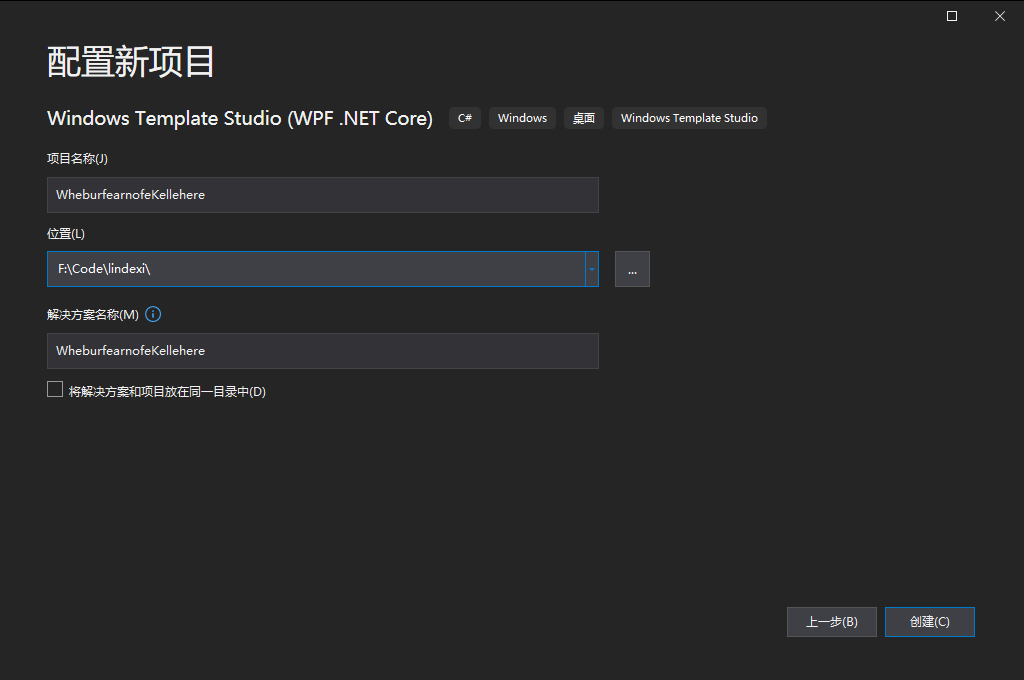 配置新项目
Windows Template Studio (WPF .NET Core) C# Windows 桌面 Windows Template Studio
项目名称(J)
WheburfearnofeKellehere
位置(L)
F:\Code\lindexi\
...
解决方案名称(M)
WheburfearnofeKellehere
将解决方案和项目放在同一目录中(D)
上一步(B) 创建(C)